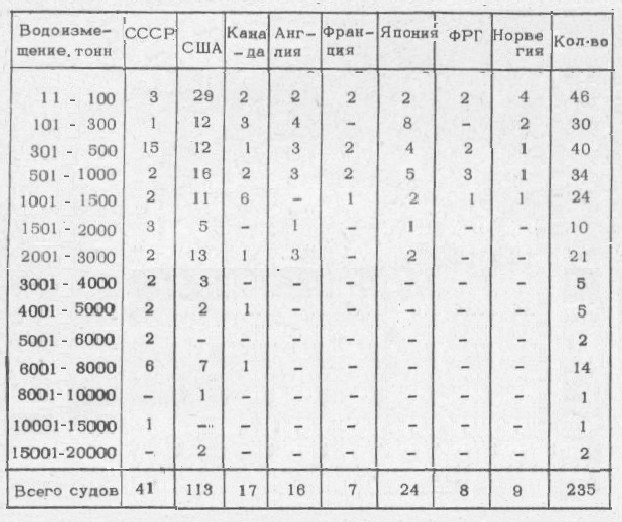 Водоизме- СССР США Кана Анг- Фран- Япония ФРГ Норве Кол-во
щение, тонн -да лия ция гия
11 - 100 3 29 2 2 2 2 2 4 46
101 - 300 1 12 3 4 - 8 - 2 30
301 - 500 15 12 1 3 2 4 2 1 40
501 - 1000 2 16 2 3 2 5 3 1 34
1001 - 1500 2 11 6 - 1 2 1 1 24
1501 - 2000 3 5 - 1 - 1 - - 10
2001 - 3000 2 13 1 3 - 2 - - 21
3001 - 4000 2 3 - - - - - - 5
4001 - 5000 2 2 1 - - - - - 5
5001 - 6000 2 - - - - - - - 2
6001 - 8000 6 7 1 - - - - - 14
8001 - 10000 - 1 - - - - - - 1
10001-15000 1 - - - - - - - 1
15001-20000 - 2 - - - - - - 2
Всего судов 41 113 17 16 7 24 8 9 235